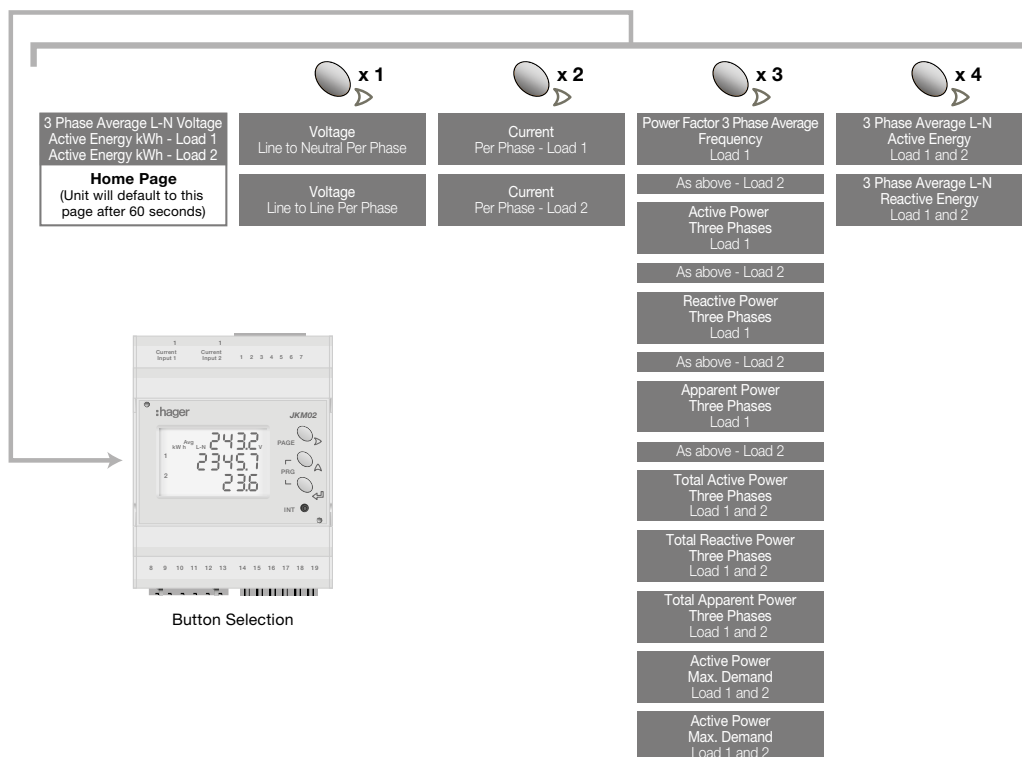 x 1
x 2
x 3
x 4
3 Phase Average L-N Voltage
Active Energy kWh - Load 1
Active Energy kWh - Load 2
Home Page
(Unit will default to this
page after 60 seconds)
Voltage
Line to Neutral Per Phase
Voltage
Line to Line Per Phase
Current
Per Phase - Load 1
Current
Per Phase - Load 2
Power Factor 3 Phase Average
Frequency
Load 1
As above - Load 2
Active Power
Three Phases
Load 1
As above - Load 2
Reactive Power
Three Phases
Load 1
As above - Load 2
Apparent Power
Three Phases
Load 1
As above - Load 2
Total Active Power
Three Phases
Load 1 and 2
Total Reactive Power
Three Phases
Load 1 and 2
Total Apparent Power
Three Phases
Load 1 and 2
Active Power
Max. Demand
Load 1 and 2
Active Power
Max. Demand
Load 1 and 2
3 Phase Average L-N
Active Energy
Load 1 and 2
3 Phase Average L-N
Reactive Energy
Load 1 and 2
1 1
Current Current
Input 1 Input 2 1 2 3 4 5 6 7
:hager JKM02
kW h Avg L-N 243.2 V
1 2345.7
2 23.6
PAGE
PRG
INT
8 9 10 11 12 13 14 15 16 17 18 19
Button Selection